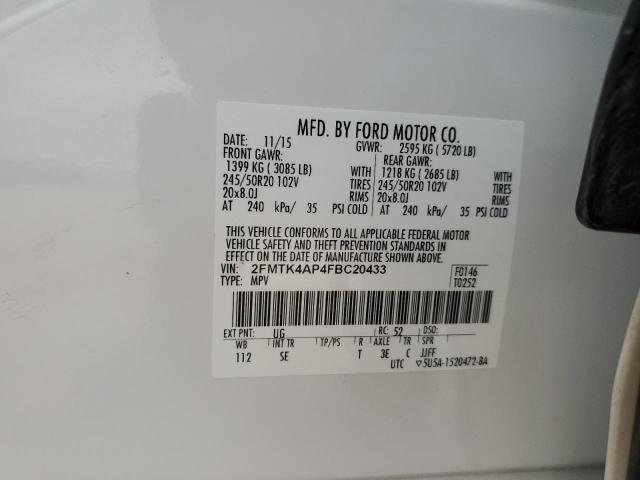 MFD. BY FORD MOTOR CO.
DATE: 11/15 GVWR: 2595 KG ( 5720 LB)
FRONT GAWR: REAR GAWR:
1399 KG ( 3085 LB) WITH 1218 KG ( 2685 LB) WITH
245/50R20 102V TIRES 245/50R20 102V TIRES
20x8.0J RIMS 20x8.0J RIMS
AT 240 kPa/ 35 PSI COLD AT 240 kPa/ 35 PSI COLD
THIS VEHICLE CONFORMS TO ALL APPLICABLE FEDERAL MOTOR
VEHICLE SAFETY AND THEFT PREVENTION STANDARDS IN
EFFECT ON THE DATE OF MANUFACTURE SHOWN ABOVE.
VIN: 2FMTK4AP4FBC20433 F0146
TYPE: MPV T0252
EXT PNT: UG RC: 52 DSO:
WB INT TR TP/PS R AXLE TR SPR
112 SE T 3E C JJFF
UTC ▽5U5A-1520472-BA